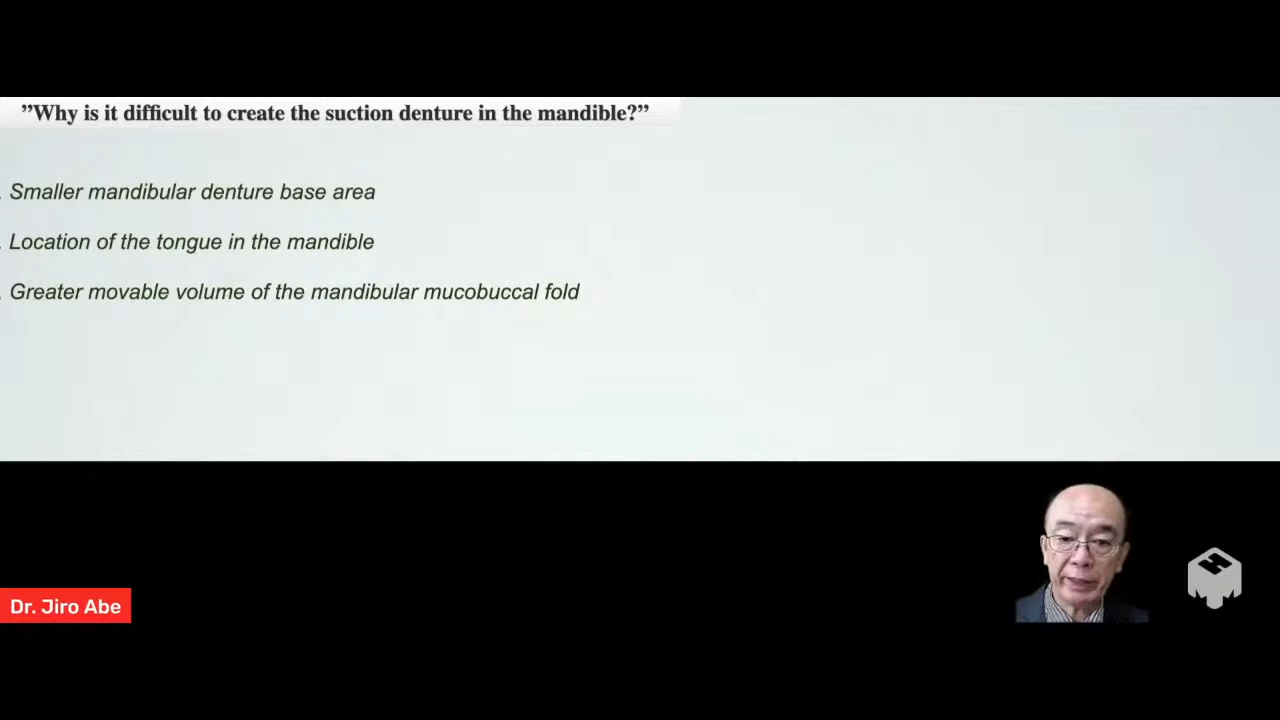 ”Why is it difficult to create the suction denture in the mandible?”
. Smaller mandibular denture base area
. Location of the tongue in the mandible
. Greater movable volume of the mandibular mucobuccal fold
Dr. Jiro Abe